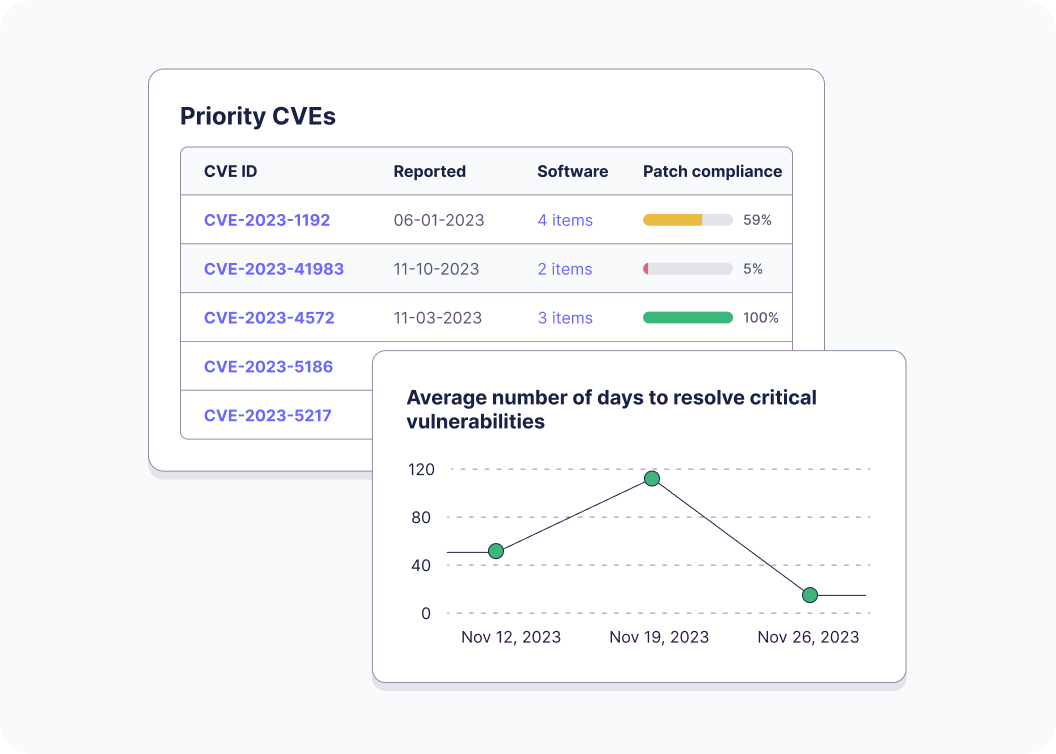 Priority CVEs
CVE ID Reported Software Patch compliance
CVE-2023-1192 06-01-2023 4 items 59%
CVE-2023-41983 11-10-2023 2 items 5%
CVE-2023-4572 11-03-2023 3 items 100%
CVE-2023-5186
CVE-2023-5217
Average number of days to resolve critical
vulnerabilities
120
80
40
0
Nov 12, 2023 Nov 19, 2023 Nov 26, 2023